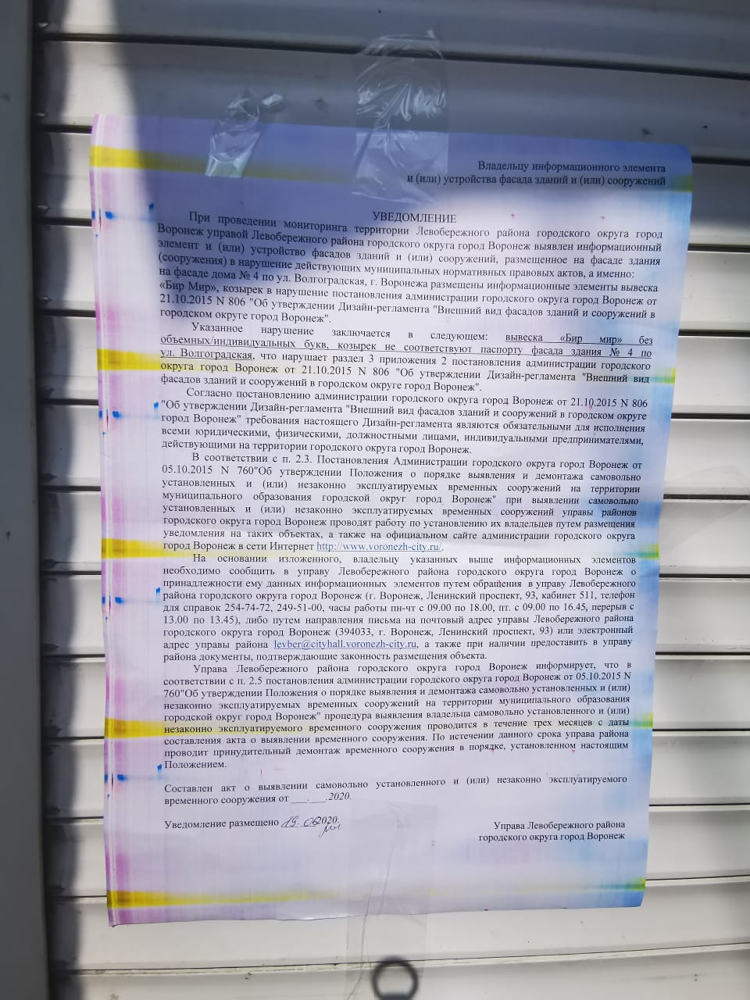 Владельцу информационного элемента
и (или) устройства фасада зданий и (или) сооружений
УВЕДОМЛЕНИЕ
При проведении мониторинга территории Левобережного района городского округа город
Воронеж управой Левобережного района городского округа город Воронеж выявлен информационный
элемент и (или) устройство фасадов зданий и (или) сооружений, размещенное на фасаде здания
(сооружения) в нарушение действующих муниципальных нормативных правовых актов, а именно:
на фасаде дома № 4 по ул. Волгоградская, г. Воронежа размещены информационные элементы вывеска
«Бир Мир», козырек в нарушение постановления администрации городского округа город Воронеж от
21.10.2015 N 806 "Об утверждении Дизайн-регламента "Внешний вид фасадов зданий и сооружений в
городском округе город Воронеж".
Указанное нарушение заключается в следующем: вывеска «Бир мир» без
объемных/индивидуальных букв, козырек не соответствуют паспорту фасада здания № 4 по
ул. Волгоградская, что нарушает раздел 3 приложения 2 постановления администрации городского
округа город Воронеж от 21.10.2015 N 806 "Об утверждении Дизайн-регламента "Внешний вид
фасадов зданий и сооружений в городском округе город Воронеж".
Согласно постановлению администрации городского округа город Воронеж от 21.10.2015 N 806
"Об утверждении Дизайн-регламента "Внешний вид фасадов зданий и сооружений в городском округе
город Воронеж" требования настоящего Дизайн-регламента являются обязательными для исполнения
всеми юридическими, физическими, должностными лицами, индивидуальными предпринимателями,
действующими на территории городского округа город Воронеж.
В соответствии с п. 2.3. Постановления Администрации городского округа город Воронеж от
05.10.2015 N 760"Об утверждении Положения о порядке выявления и демонтажа самовольно
установленных и (или) незаконно эксплуатируемых временных сооружений на территории
муниципального образования городской округ город Воронеж" при выявлении самовольно
установленных и (или) незаконно эксплуатируемых временных сооружений управы районов
городского округа город Воронеж проводят работу по установлению их владельцев путем размещения
уведомления на таких объектах, а также на официальном сайте администрации городского округа
город Воронеж в сети Интернет http://www.voronezh-city.ru/.
На основании изложенного, владельцу указанных выше информационных элементов
необходимо сообщить в управу Левобережного района городского округа город Воронеж о
принадлежности ему данных информационных элементов путем обращения в управу Левобережного
района городского округа город Воронеж (г. Воронеж, Ленинский проспект, 93, кабинет 511, телефон
для справок 254-74-72, 249-51-00, часы работы пн-чт с 09.00 по 18.00, пт. с 09.00 по 16.45, перерыв с
13.00 по 13.45), либо путем направления письма на почтовый адрес управы Левобережного района
городского округа город Воронеж (394033, г. Воронеж, Ленинский проспект, 93) или электронный
адрес управы района levber@cityhall.voronezh-city.ru, а также при наличии предоставить в управу
района документы, подтверждающие законность размещения объекта.
Управа Левобережного района городского округа город Воронеж информирует, что в
соответствии с п. 2.5 постановления администрации городского округа город Воронеж от 05.10.2015 N
760"Об утверждении Положения о порядке выявления и демонтажа самовольно установленных и (или)
незаконно эксплуатируемых временных сооружений на территории муниципального образования
городской округ город Воронеж" процедура выявления владельца самовольно установленного и (или)
незаконно эксплуатируемого временного сооружения проводится в течение трех месяцев с даты
составления акта о выявлении временного сооружения. По истечении данного срока управа района
проводит принудительный демонтаж временного сооружения в порядке, установленном настоящим
Положением.
Составлен акт о выявлении самовольно установленного и (или) незаконно эксплуатируемого
временного сооружения от ___.___.2020.
Уведомление размещено 19.06.2020.
Управа Левобережного района
городского округа город Воронеж